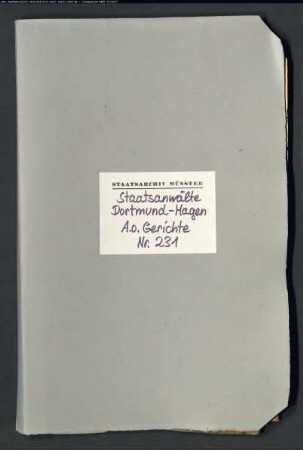 STAATSARCHIV MÜNSTER
Staatsanwälte
Dortmund-Hagen
A.o. Gerichte
Nr. 231